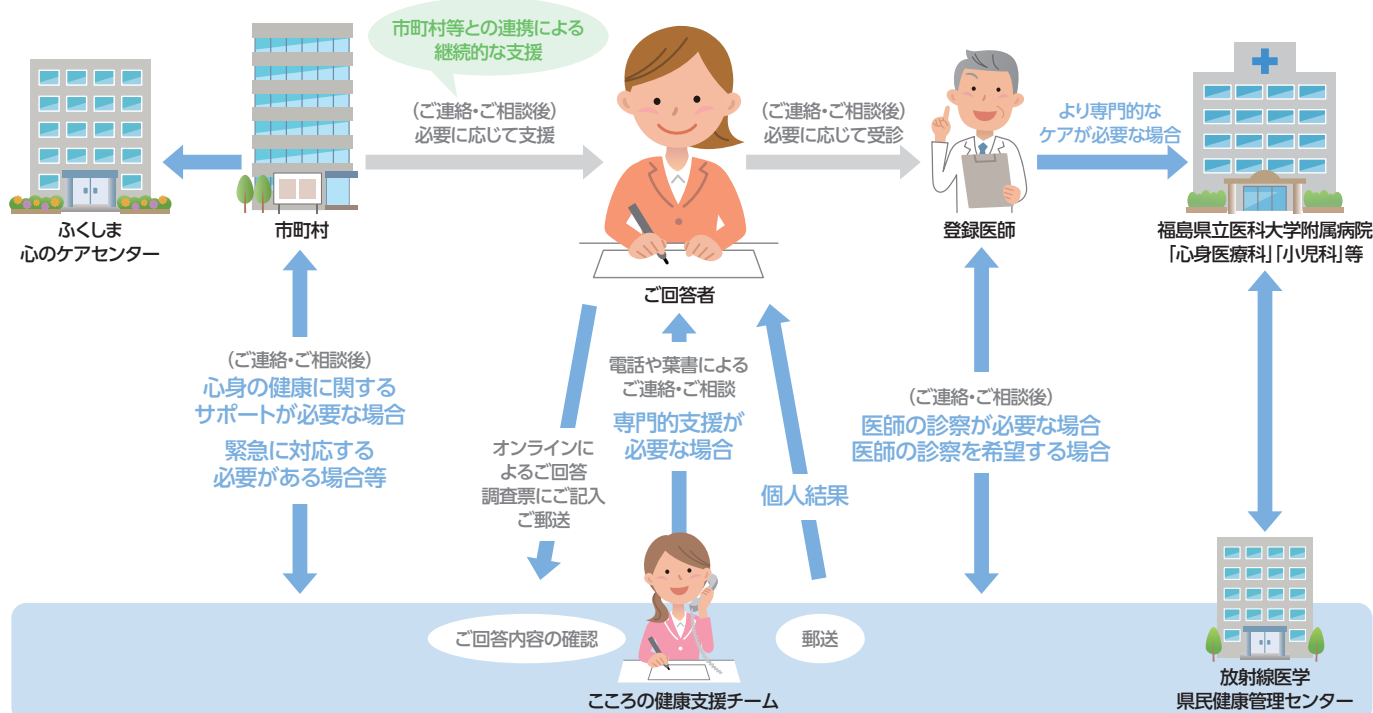 市町村等との連携による
継続的な支援
(ご連絡・ご相談後)
必要に応じて支援
(ご連絡・ご相談後)
必要に応じて受診
より専門的な
ケアが必要な場合
ふくしま
心のケアセンター
市町村
ご回答者
登録医師
福島県立医科大学附属病院
「心身医療科」「小児科」等
(ご連絡・ご相談後)
心身の健康に関する
サポートが必要な場合
緊急に対応する
必要がある場合等
オンラインに
よるご回答
調査票にご記入
ご郵送
電話や葉書による
ご連絡・ご相談
専門的支援が
必要な場合
個人結果
(ご連絡・ご相談後)
医師の診察が必要な場合
医師の診察を希望する場合
ご回答内容の確認
郵送
こころの健康支援チーム
放射線医学
県民健康管理センター